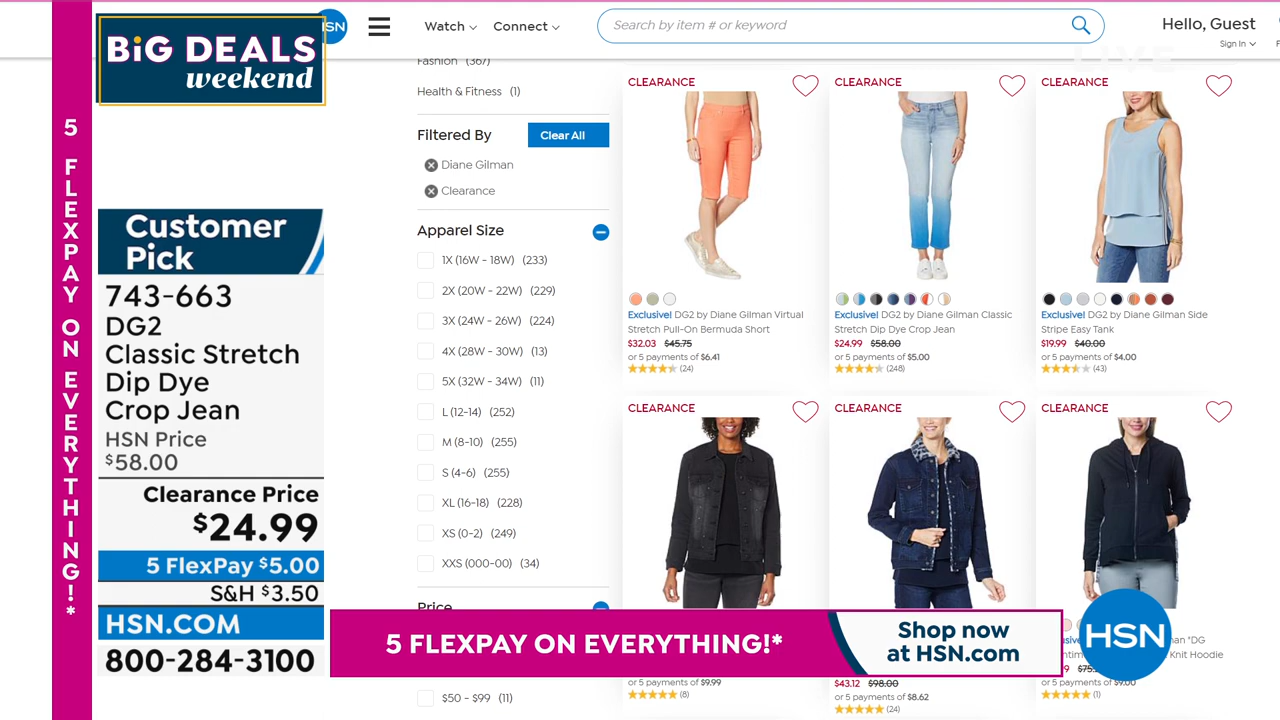 BiG DEALS
weekend
HSN
Watch
Connect
Search by item # or keyword
Hello, Guest
Sign In
LIVE
5 FLEXPAY ON EVERYTHING!*
Customer
Pick
743-663
DG2
Classic Stretch
Dip Dye
Crop Jean
HSN Price
$58.00
Clearance Price
$24.99
5 FlexPay $5.00
S&H $3.50
HSN.COM
800-284-3100
Fashion (367)
Health & Fitness (1)
Filtered By
Clear All
Diane Gilman
Clearance
Apparel Size
1X (16W - 18W) (233)
2X (20W - 22W) (229)
3X (24W - 26W) (224)
4X (28W - 30W) (13)
5X (32W - 34W) (11)
L (12-14) (252)
M (8-10) (255)
S (4-6) (255)
XL (16-18) (228)
XS (0-2) (249)
XXS (000-00) (34)
Price
$50 - $99 (11)
CLEARANCE
Exclusive! DG2 by Diane Gilman Virtual
Stretch Pull-On Bermuda Short
$32.03 $45.75
or 5 payments of $6.41
(24)
CLEARANCE
Exclusive! DG2 by Diane Gilman Classic
Stretch Dip Dye Crop Jean
$24.99 $58.00
or 5 payments of $5.00
(248)
CLEARANCE
Exclusive! DG2 by Diane Gilman Side
Stripe Easy Tank
$19.99 $40.00
or 5 payments of $4.00
(43)
CLEARANCE
or 5 payments of $9.99
(8)
CLEARANCE
$43.12 $98.00
or 5 payments of $8.62
(24)
CLEARANCE
"DG
Knit Hoodie
or 5 payments of $9.00
(1)
5 FLEXPAY ON EVERYTHING!*
Shop now
at HSN.com
HSN